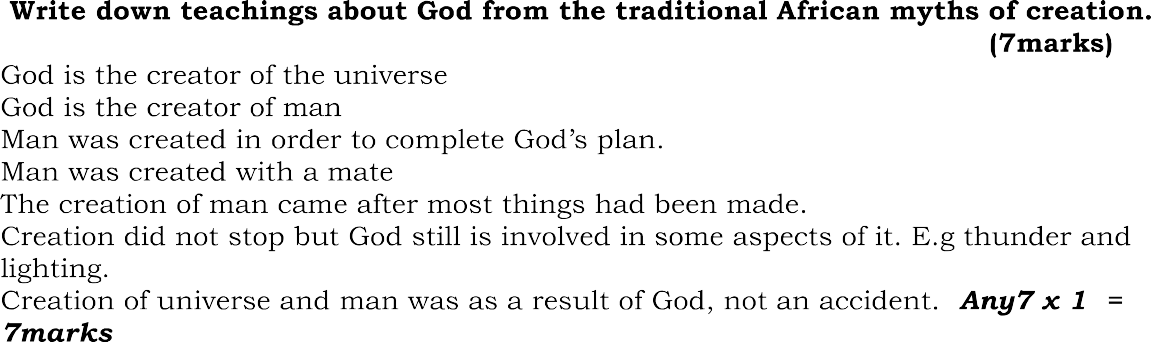 Write down teachings about God from the traditional African myths of creation.
(7marks)
God is the creator of the universe
God is the creator of man
Man was created in order to complete God’s plan.
Man was created with a mate
The creation of man came after most things had been made.
Creation did not stop but God still is involved in some aspects of it. E.g thunder and
lighting.
Creation of universe and man was as a result of God, not an accident. Any7 x 1 =
7marks